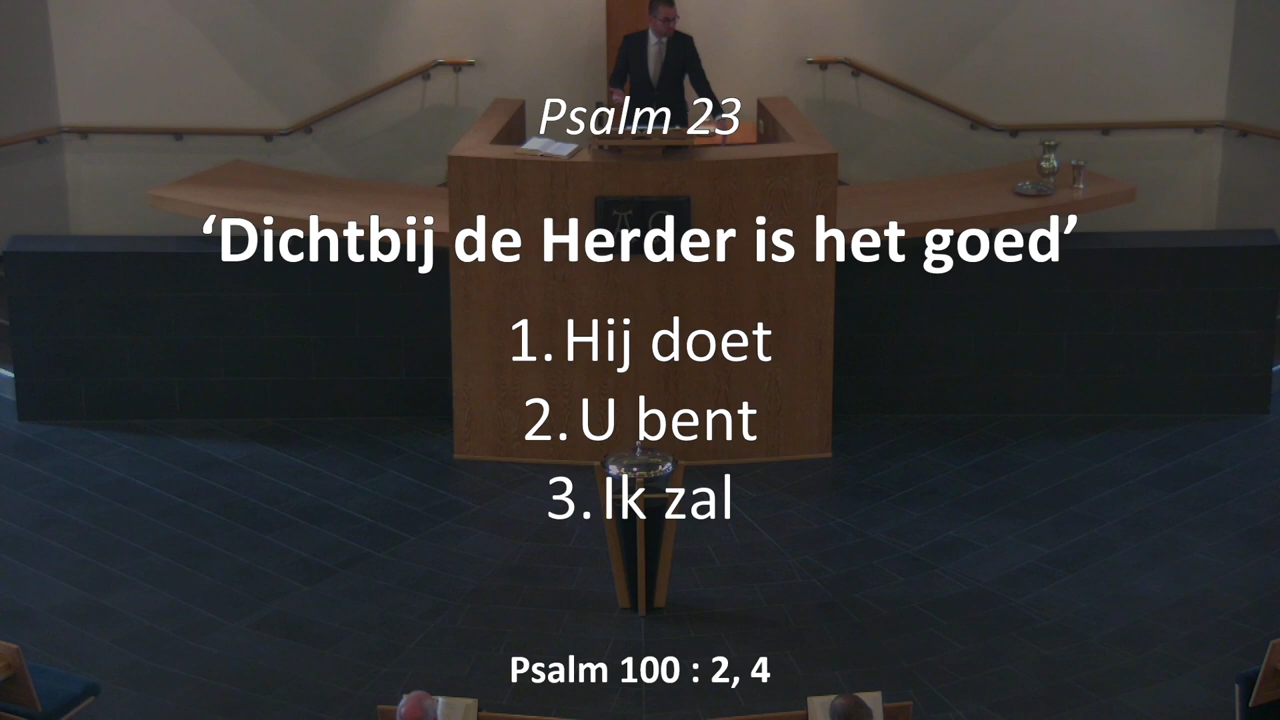 Psalm 23
‘Dichtbij de Herder is het goed’
1. Hij doet
2. U bent
3. Ik zal
Psalm 100 : 2, 4